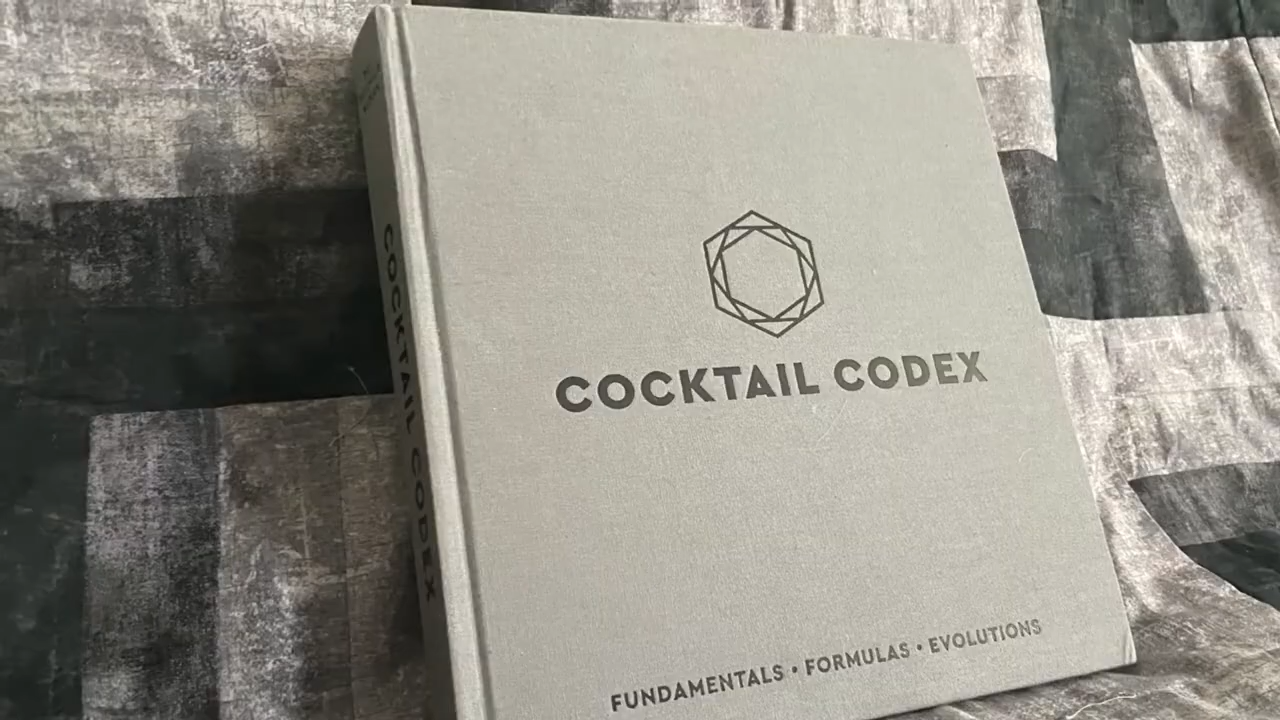 COCKTAIL CODEX
COCKTAIL CODEX
FUNDAMENTALS • FORMULAS • EVOLUTIONS